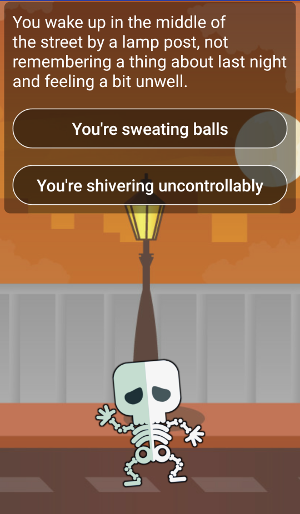 You wake up in the middle of
the street by a lamp post, not
remembering a thing about last night
and feeling a bit unwell.
You're sweating balls
You're shivering uncontrollably